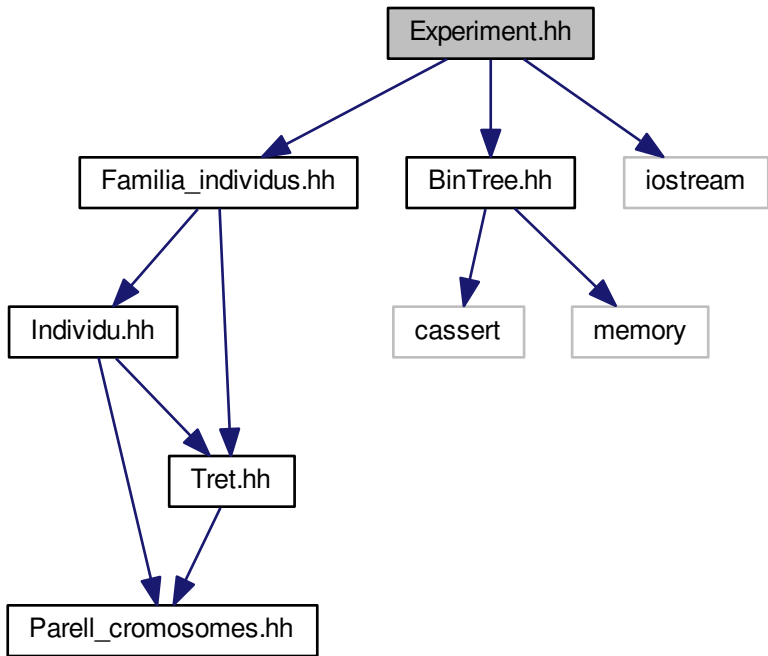 Experiment.hh
Familia_individus.hh
BinTree.hh
iostream
Individu.hh
cassert
memory
Tret.hh
Parell_cromosomes.hh